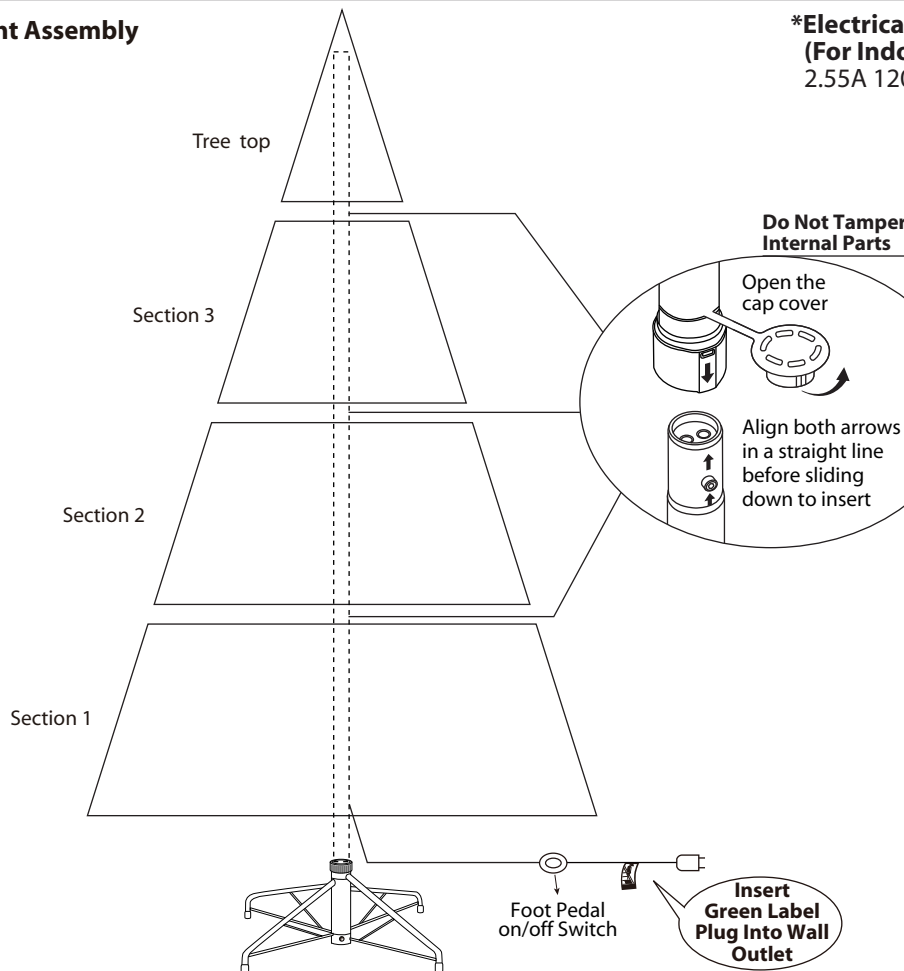 nt Assembly
*Electrica
(For Indo
2.55A 120
Tree top
Section 3
Section 2
Section 1
Do Not Tamper
Internal Parts
Open the
cap cover
Align both arrows
in a straight line
before sliding
down to insert
Foot Pedal
on/off Switch
Insert
Green Label
Plug Into Wall
Outlet